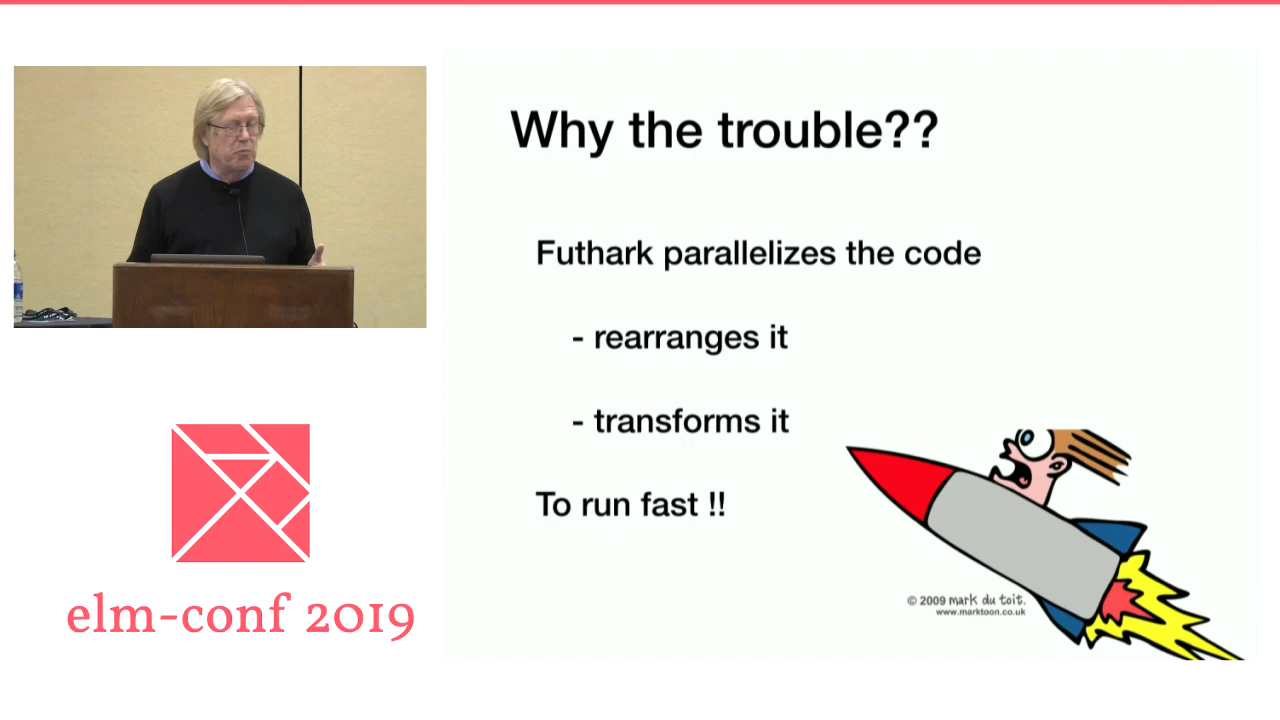 Why the trouble??
Futhark parallelizes the code
- rearranges it
- transforms it
To run fast !!
© 2009 mark du toit.
www.marktoon.co.uk
elm-conf 2019